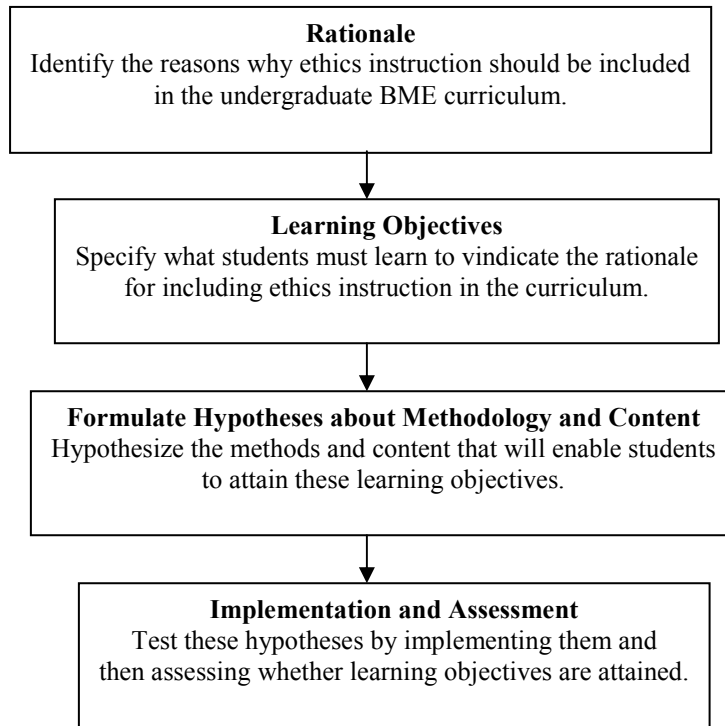 Rationale
Identify the reasons why ethics instruction should be included
in the undergraduate BME curriculum.
Learning Objectives
Specify what students must learn to vindicate the rationale
for including ethics instruction in the curriculum.
Formulate Hypotheses about Methodology and Content
Hypothesize the methods and content that will enable students
to attain these learning objectives.
Implementation and Assessment
Test these hypotheses by implementing them and
then assessing whether learning objectives are attained.